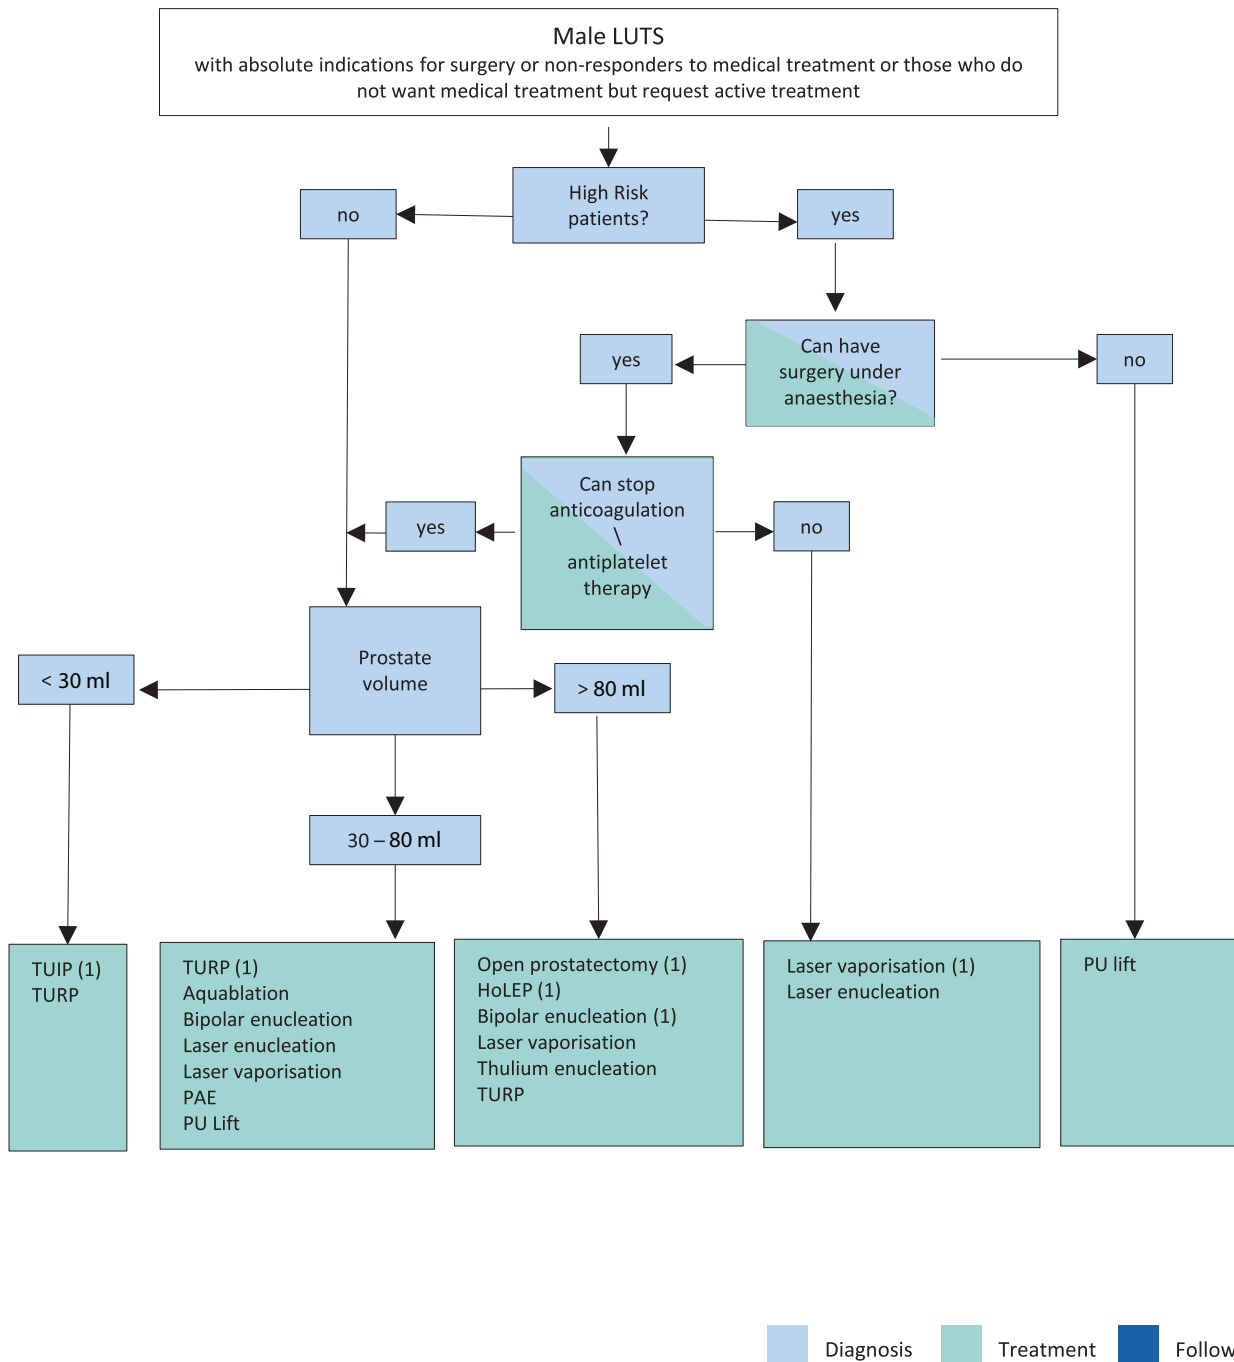 Male LUTS
with absolute indications for surgery or non-responders to medical treatment or those who do
not want medical treatment but request active treatment
High Risk
patients?
no
yes
Can have
surgery under
anaesthesia?
yes
no
Can stop
anticoagulation
\
antiplatelet
therapy
yes
no
Prostate
volume
< 30 ml
> 80 ml
30 – 80 ml
TUIP (1)
TURP
TURP (1)
Aquablation
Bipolar enucleation
Laser enucleation
Laser vaporisation
PAE
PU Lift
Open prostatectomy (1)
HoLEP (1)
Bipolar enucleation (1)
Laser vaporisation
Thulium enucleation
TURP
Laser vaporisation (1)
Laser enucleation
PU lift
Diagnosis
Treatment
Follow